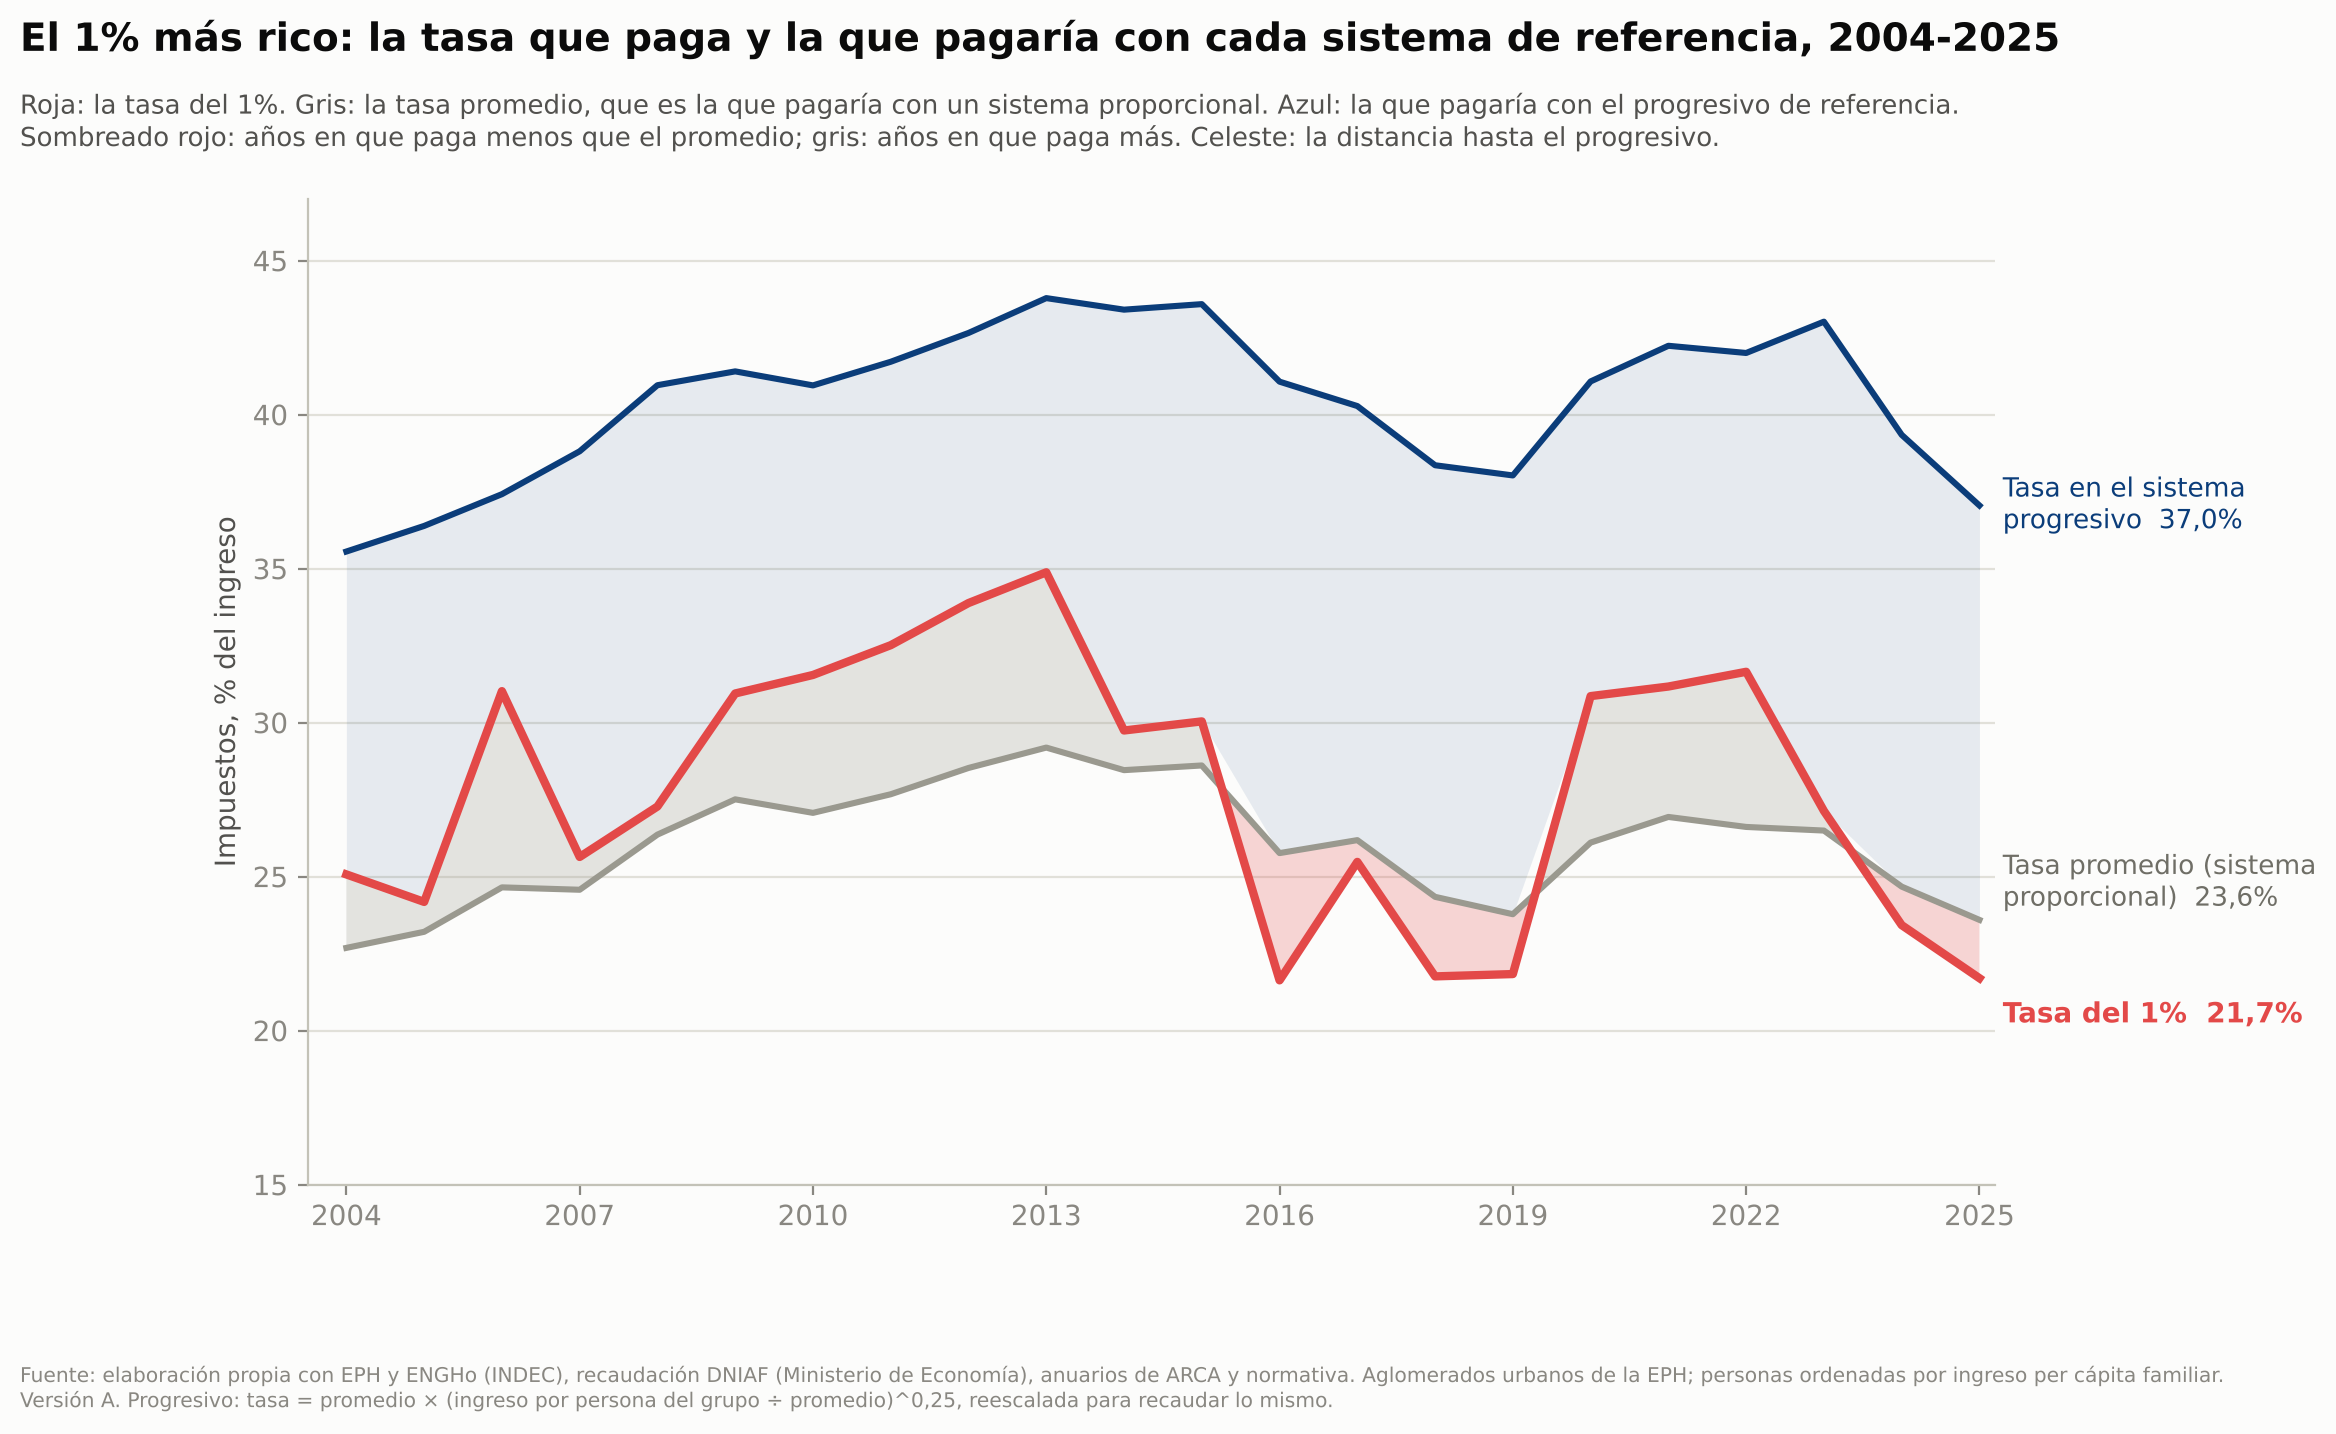 El 1% más rico: la tasa que paga y la que pagaría con cada sistema de referencia, 2004-2025
Roja: la tasa del 1%. Gris: la tasa promedio, que es la que pagaría con un sistema proporcional. Azul: la que pagaría con el progresivo de referencia.
Sombreado rojo: años en que paga menos que el promedio; gris: años en que paga más. Celeste: la distancia hasta el progresivo.
Impuestos, % del ingreso
45
40
35
30
25
20
15
2004
2007
2010
2013
2016
2019
2022
2025
Tasa en el sistema
progresivo 37,0%
Tasa promedio (sistema
proporcional) 23,6%
Tasa del 1% 21,7%
Fuente: elaboración propia con EPH y ENGHo (INDEC), recaudación DNIAF (Ministerio de Economía), anuarios de ARCA y normativa. Aglomerados urbanos de la EPH; personas ordenadas por ingreso per cápita familiar.
Versión A. Progresivo: tasa = promedio × (ingreso por persona del grupo ÷ promedio)^0,25, reescalada para recaudar lo mismo.